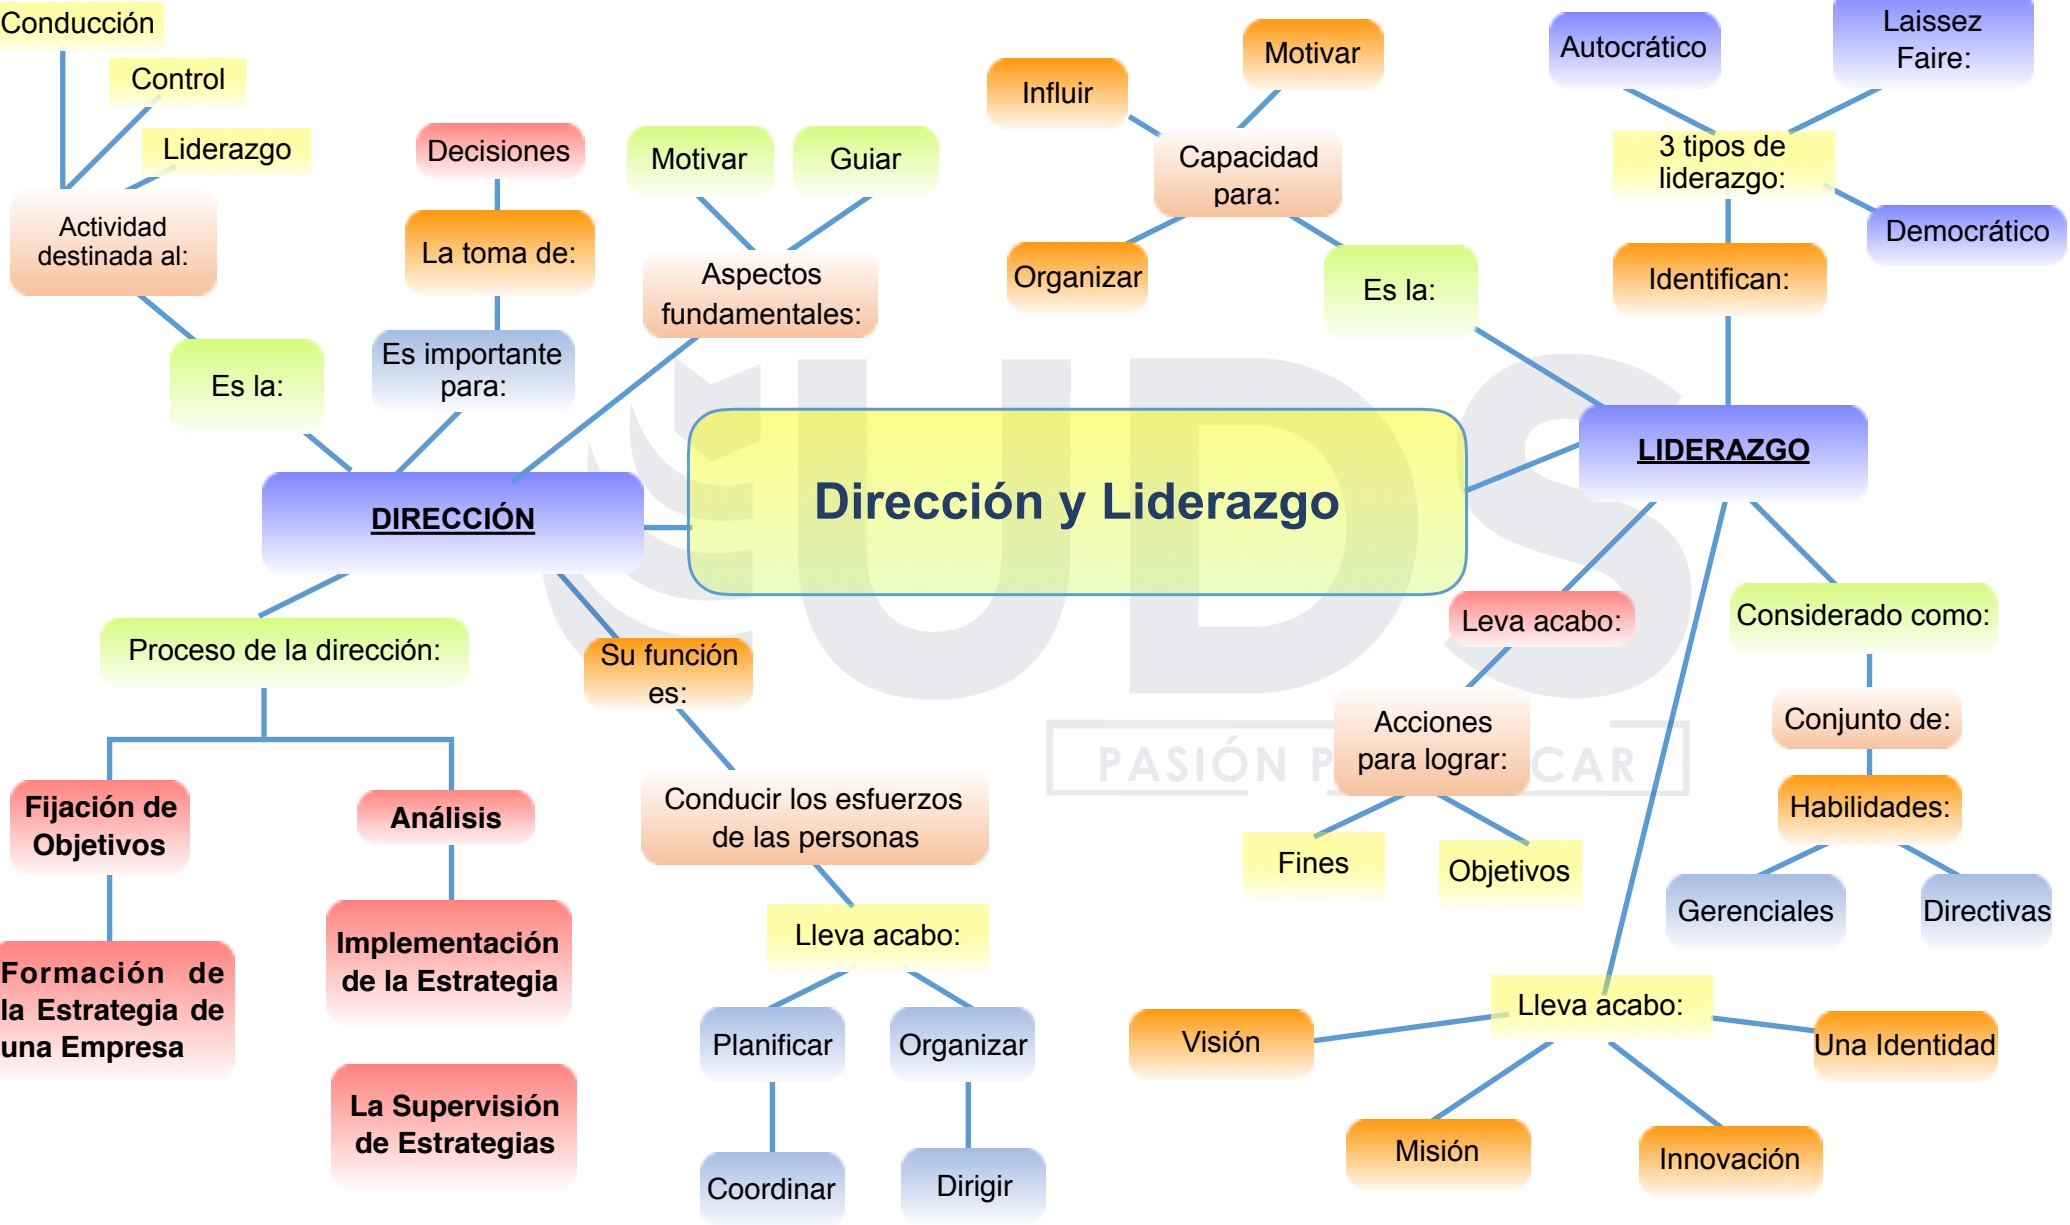 Conducción
Control
Liderazgo
Actividad
destinada al:
Es la:
Decisiones
La toma de:
Es importante
para:
Motivar
Guiar
Aspectos
fundamentales:
Influir
Motivar
Capacidad
para:
Organizar
Es la:
Autocrático
Laissez
Faire:
3 tipos de
liderazgo:
Democrático
Identifican:
UDS
Dirección y Liderazgo
DIRECCIÓN
LIDERAZGO
Proceso de la dirección:
Su función
es:
Fijación de
Objetivos
Análisis
Formación de
la Estrategia de
una Empresa
Implementación
de la Estrategia
La Supervisión
de Estrategias
Conducir los esfuerzos
de las personas
Lleva acabo:
Planificar
Organizar
Coordinar
Dirigir
Leva acabo:
Acciones
para lograr:
PASIÓN P CAR
Fines
Objetivos
Considerado como:
Conjunto de:
Habilidades:
Gerenciales
Directivas
Lleva acabo:
Visión
Una Identidad
Misión
Innovación